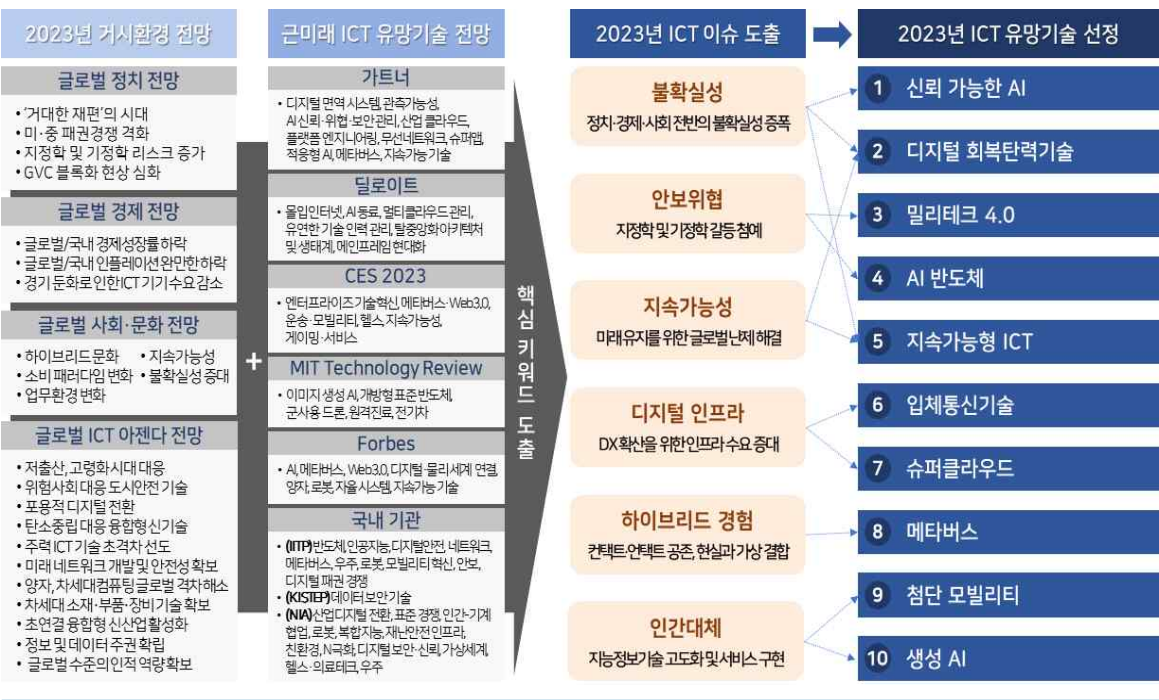 2023년 거시환경 전망
글로벌 정치 전망
• '거대한 재편'의 시대
• 미·중 패권경쟁 격화
• 지정학 및 기정학 리스크 증가
• GVC 블록화 현상 심화
글로벌 경제 전망
• 글로벌/국내 경제성장률 하락
• 글로벌/국내 인플레이션 완만한 하락
• 경기 둔화로 인한 ICT 기기 수요 감소
글로벌 사회·문화 전망
• 하이브리드 문화 • 지속가능성
• 소비 패러다임 변화 • 불확실성 증대
• 업무환경 변화
글로벌 ICT 아젠다 전망
• 저출산, 고령화시대 대응
• 위험사회 대응 도시안전 기술
• 포용적 디지털 전환
• 탄소중립 대응 융합형 신기술
• 주력 ICT 기술 초격차 선도
• 미래 네트워크 개발 및 안전성 확보
• 양자, 차세대컴퓨팅 글로벌 격차 해소
• 차세대 소재·부품·장비 기술 확보
• 초연결 융합형 신산업 활성화
• 정보 및 데이터 주권 확립
• 글로벌 수준의 인적 역량 확보
+
근미래 ICT 유망기술 전망
가트너
• 디지털 면역 시스템, 관측가능성,
AI 신뢰·위협·보안 관리, 산업 클라우드,
플랫폼 엔지니어링, 무선네트워크, 슈퍼앱,
적응형 AI, 메타버스, 지속가능 기술
딜로이트
• 몰입인터넷, AI 동료, 멀티클라우드 관리,
유연한 기술 인력 관리, 탈중앙화 아키텍처
및 생태계, 메인프레임 현대화
CES 2023
• 엔터프라이즈 기술혁신, 메타버스·Web3.0,
운송·모빌리티, 헬스, 지속가능성,
게이밍·서비스
MIT Technology Review
• 이미지 생성 AI, 개방형 표준 반도체,
군사용 드론, 원격진료, 전기차
Forbes
• AI, 메타버스, Web3.0, 디지털·물리 세계 연결,
양자, 로봇, 자율 시스템, 지속가능 기술
국내 기관
• (IITP) 반도체, 인공지능, 디지털안전, 네트워크,
메타버스, 우주, 로봇, 모빌리티 혁신, 안보,
디지털 패권 경쟁
• (KISTEP) 데이터 보안 기술
• (NIA) 산업디지털 전환, 표준 경쟁, 인간-기계
협업, 로봇, 복합지능, 재난안전 인프라,
친환경, N극화, 디지털 보안·신뢰, 가상세계,
헬스·의료테크, 우주
핵심 키워드 도출
2023년 ICT 이슈 도출
불확실성
정치·경제·사회 전반의 불확실성 증폭
안보위협
지정학 및 기정학 갈등 첨예
지속가능성
미래 유지를 위한 글로벌 난제 해결
디지털 인프라
DX 확산을 위한 인프라 수요 증대
하이브리드 경험
컨택트·언택트 공존, 현실과 가상 결합
인간대체
지능정보기술 고도화 및 서비스 구현
2023년 ICT 유망기술 선정
1 신뢰 가능한 AI
2 디지털 회복탄력기술
3 밀리테크 4.0
4 AI 반도체
5 지속가능형 ICT
6 입체통신기술
7 슈퍼클라우드
8 메타버스
9 첨단 모빌리티
10 생성 AI